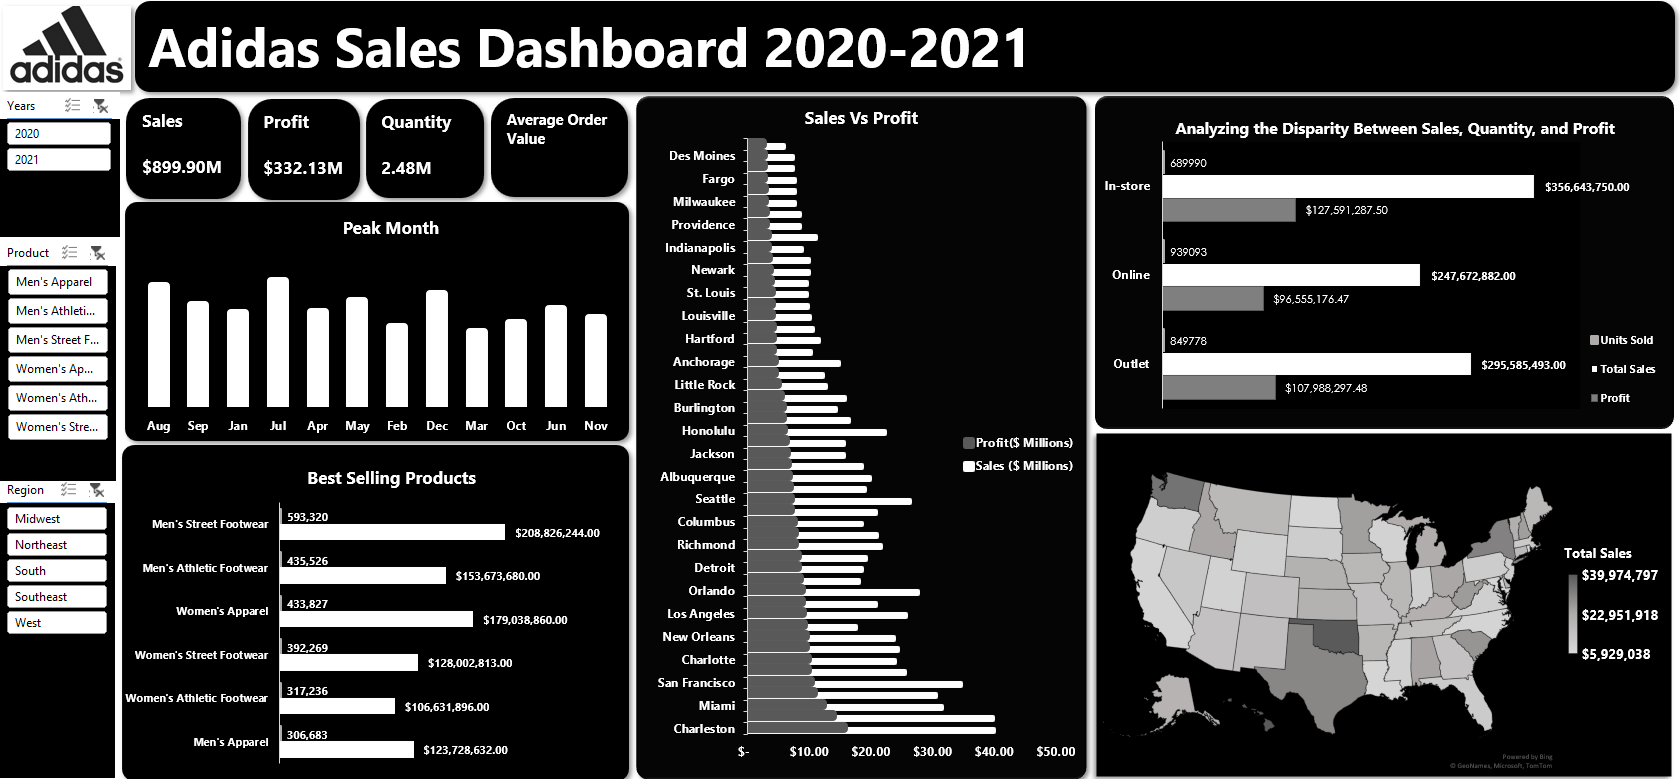 adidas
Adidas Sales Dashboard 2020-2021
Years
2020
2021
Product
Men's Apparel
Men's Athleti...
Men's Street F...
Women's Ap...
Women's Ath...
Women's Stre...
Region
Midwest
Northeast
South
Southeast
West
Sales
$899.90M
Profit
$332.13M
Quantity
2.48M
Average Order
Value
Peak Month
Aug Sep Jan Jul Apr May Feb Dec Mar Oct Jun Nov
Best Selling Products
Men's Street Footwear
593,320
$208,826,244.00
Men's Athletic Footwear
435,526
$153,673,680.00
Women's Apparel
433,827
$179,038,860.00
Women's Street Footwear
392,269
$128,002,813.00
Women's Athletic Footwear
317,236
$106,631,896.00
Men's Apparel
306,683
$123,728,632.00
Sales Vs Profit
Des Moines
Fargo
Milwaukee
Providence
Indianapolis
Newark
St. Louis
Louisville
Hartford
Anchorage
Little Rock
Burlington
Honolulu
Jackson
Albuquerque
Seattle
Columbus
Richmond
Detroit
Orlando
Los Angeles
New Orleans
Charlotte
San Francisco
Miami
Charleston
$- $10.00 $20.00 $30.00 $40.00 $50.00
Profit($ Millions)
Sales ($ Millions)
Analyzing the Disparity Between Sales, Quantity, and Profit
In-store
689990
$356,643,750.00
$127,591,287.50
Online
939093
$247,672,882.00
$96,555,176.47
Outlet
849778
$295,585,493.00
$107,988,297.48
Units Sold
Total Sales
Profit
Total Sales
$39,974,797
$22,951,918
$5,929,038
Powered by Bing
© GeoNames, Microsoft, TomTom